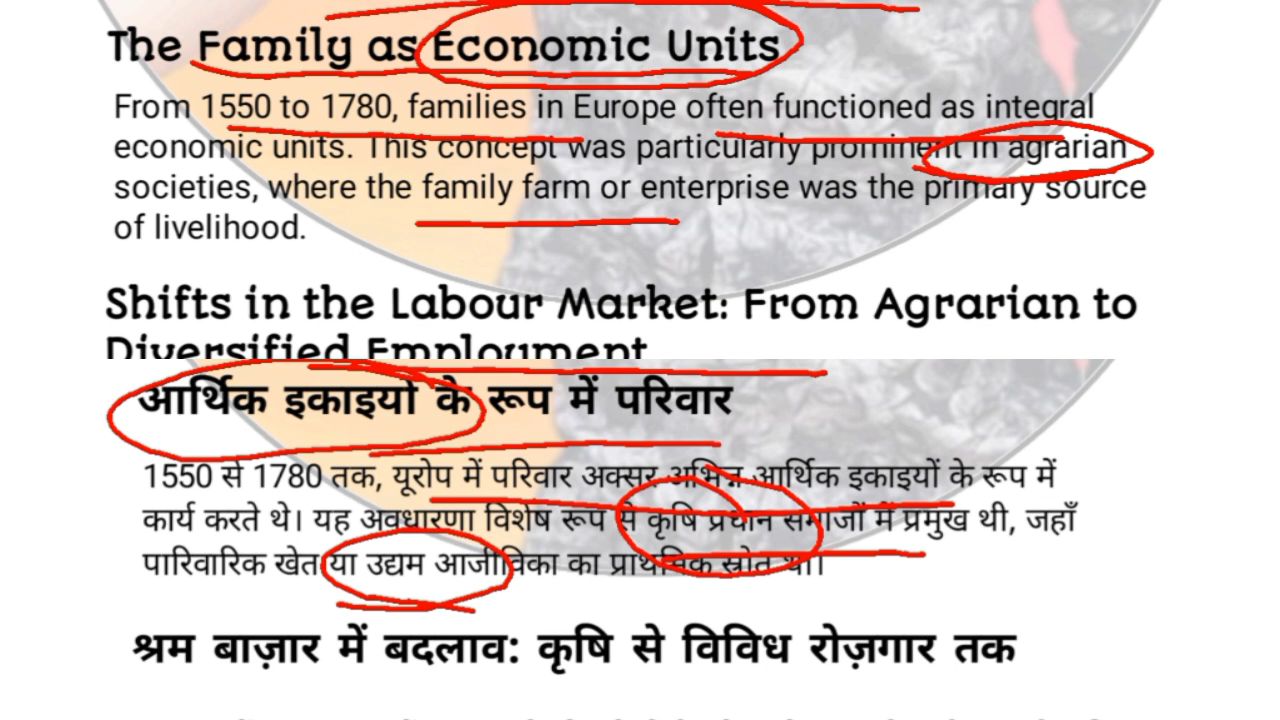 The Family as Economic Units
From 1550 to 1780, families in Europe often functioned as integral
economic units. This concept was particularly prominent in agrarian
societies, where the family farm or enterprise was the primary source
of livelihood.
Shifts in the Labour Market: From Agrarian to
Diversified Employment
आर्थिक इकाइयों के रूप में परिवार
1550 से 1780 तक, यूरोप में परिवार अक्सर अभिन्न आर्थिक इकाइयों के रूप में
कार्य करते थे। यह अवधारणा विशेष रूप से कृषि प्रधान समाजों में प्रमुख थी, जहाँ
पारिवारिक खेत या उद्यम आजीविका का प्राथमिक स्रोत था।
श्रम बाज़ार में बदलाव: कृषि से विविध रोज़गार तक